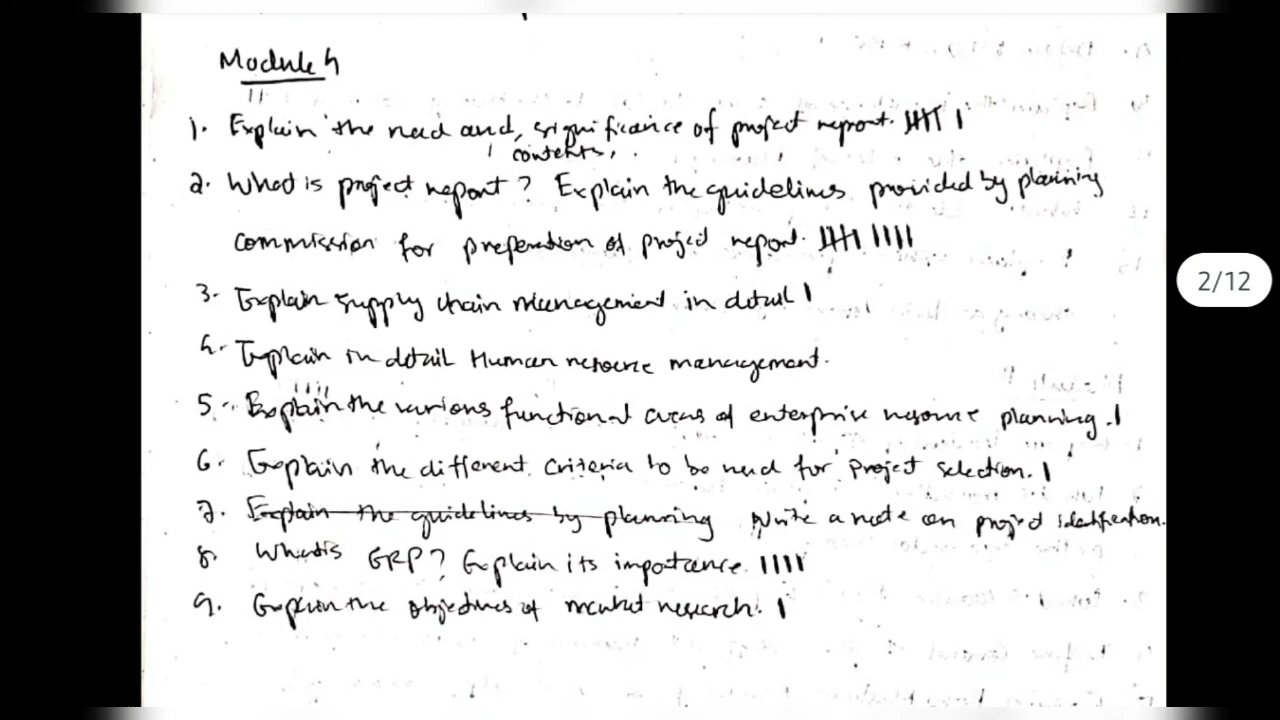 Module 4
1. Explain the need and, significance of project report. 
contents,
2. What is project report? Explain the guidelines provided by planning
commission for preperation of project report.
3. Explain supply chain management in detail
4. Explain in detail Human resource management.
5. Explain the various functional areas of enterprise resource planning.
6. Explain the different criteria to be used for project selection.
7. Explain the guidelines by planning Write a note on project identification.
8. What is ERP? Explain its importance.
9. Explain the objectives of market research.
2/12